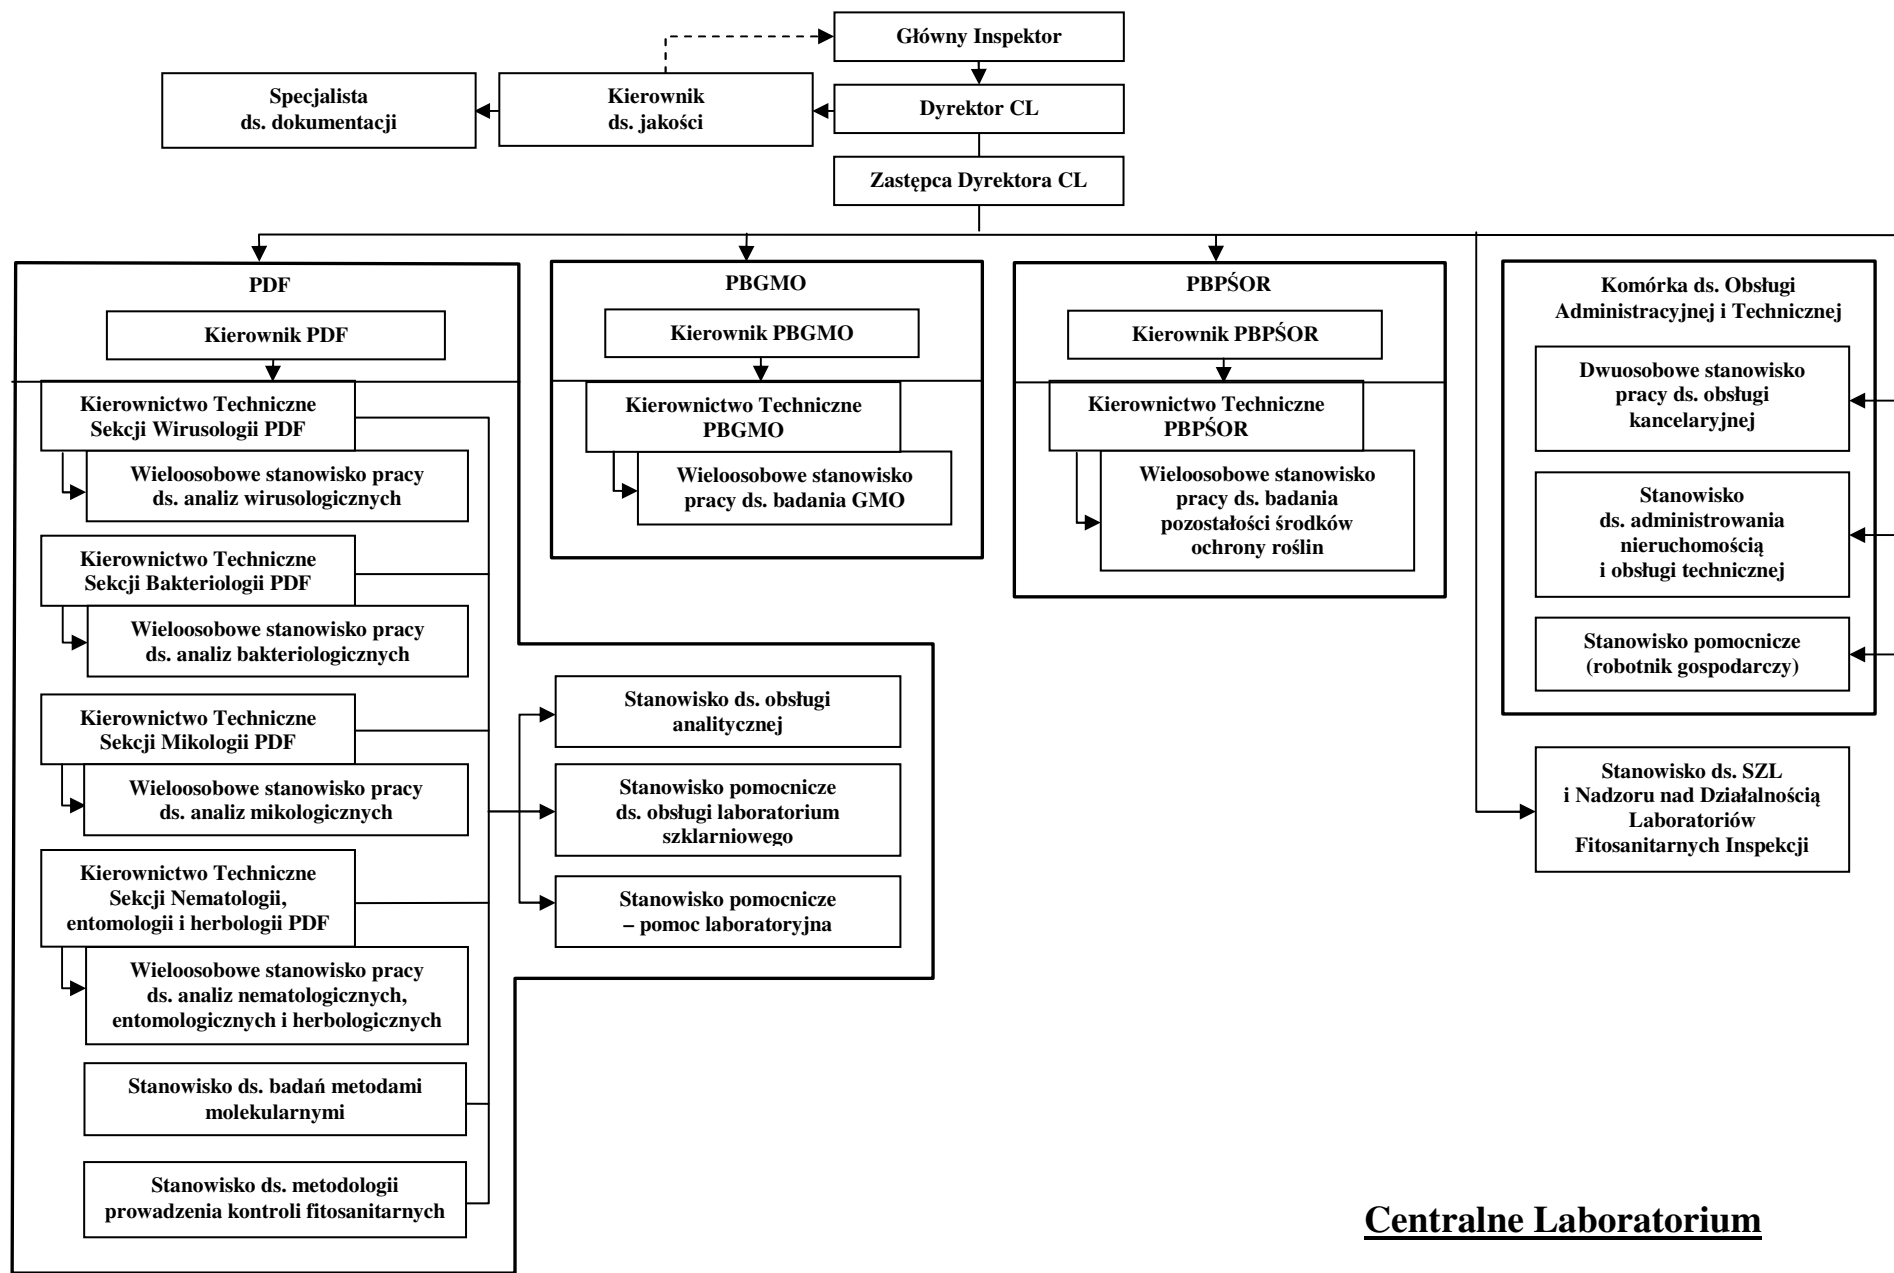 Główny Inspektor
Specjalista
ds. dokumentacji
Kierownik
ds. jakości
Dyrektor CL
Zastępca Dyrektora CL
PDF
Kierownik PDF
Kierownictwo Techniczne
Sekcji Wirusologii PDF
Wieloosobowe stanowisko pracy
ds. analiz wirusologicznych
Kierownictwo Techniczne
Sekcji Bakteriologii PDF
Wieloosobowe stanowisko pracy
ds. analiz bakteriologicznych
Kierownictwo Techniczne
Sekcji Mikologii PDF
Wieloosobowe stanowisko pracy
ds. analiz mikologicznych
Kierownictwo Techniczne
Sekcji Nematologii,
entomologii i herbologii PDF
Wieloosobowe stanowisko pracy
ds. analiz nematologicznych,
entomologicznych i herbologicznych
Stanowisko ds. badań metodami
molekularnymi
Stanowisko ds. metodologii
prowadzenia kontroli fitosanitarnych
Stanowisko ds. obsługi
analitycznej
Stanowisko pomocnicze
ds. obsługi laboratorium
szklarniowego
Stanowisko pomocnicze
– pomoc laboratoryjna
PBGMO
Kierownik PBGMO
Kierownictwo Techniczne
PBGMO
Wieloosobowe stanowisko
pracy ds. badania GMO
PBPŚOR
Kierownik PBPŚOR
Kierownictwo Techniczne
PBPŚOR
Wieloosobowe stanowisko
pracy ds. badania
pozostałości środków
ochrony roślin
Komórka ds. Obsługi
Administracyjnej i Technicznej
Dwuosobowe stanowisko
pracy ds. obsługi
kancelaryjnej
Stanowisko
ds. administrowania
nieruchomością
i obsługi technicznej
Stanowisko pomocnicze
(robotnik gospodarczy)
Stanowisko ds. SZL
i Nadzoru nad Działalnością
Laboratoriów
Fitosanitarnych Inspekcji
Centralne Laboratorium